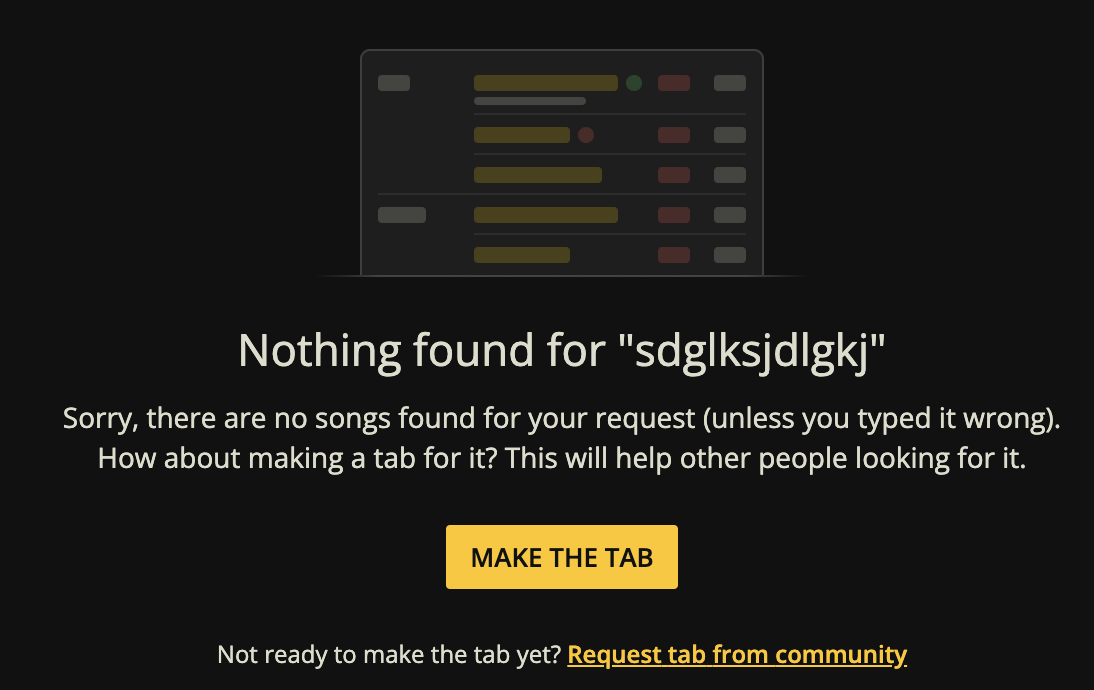 Nothing found for "sdglksjdlgkj"
Sorry, there are no songs found for your request (unless you typed it wrong).
How about making a tab for it? This will help other people looking for it.
MAKE THE TAB
Not ready to make the tab yet? Request tab from community